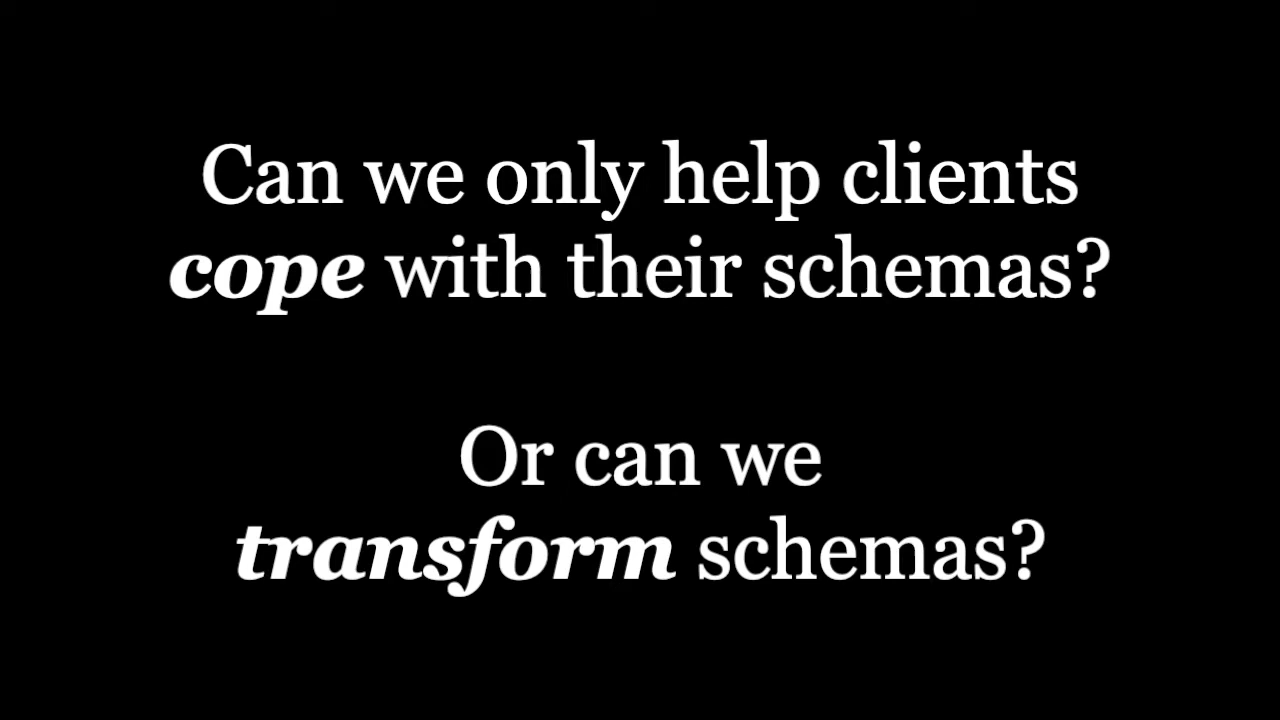 Can we only help clients
cope with their schemas?
Or can we
transform schemas?